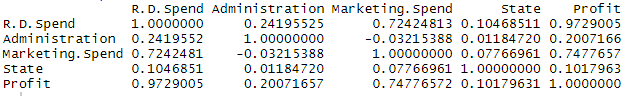 R.D.Spend Administration Marketing.Spend State Profit
R.D.Spend 1.0000000 0.24195525 0.72424813 0.10468511 0.9729005
Administration 0.2419552 1.00000000 -0.03215388 0.01184720 0.2007166
Marketing.Spend 0.7242481 -0.03215388 1.00000000 0.07766961 0.7477657
State 0.1046851 0.01184720 0.07766961 1.00000000 0.1017963
Profit 0.9729005 0.20071657 0.74776572 0.10179631 1.0000000